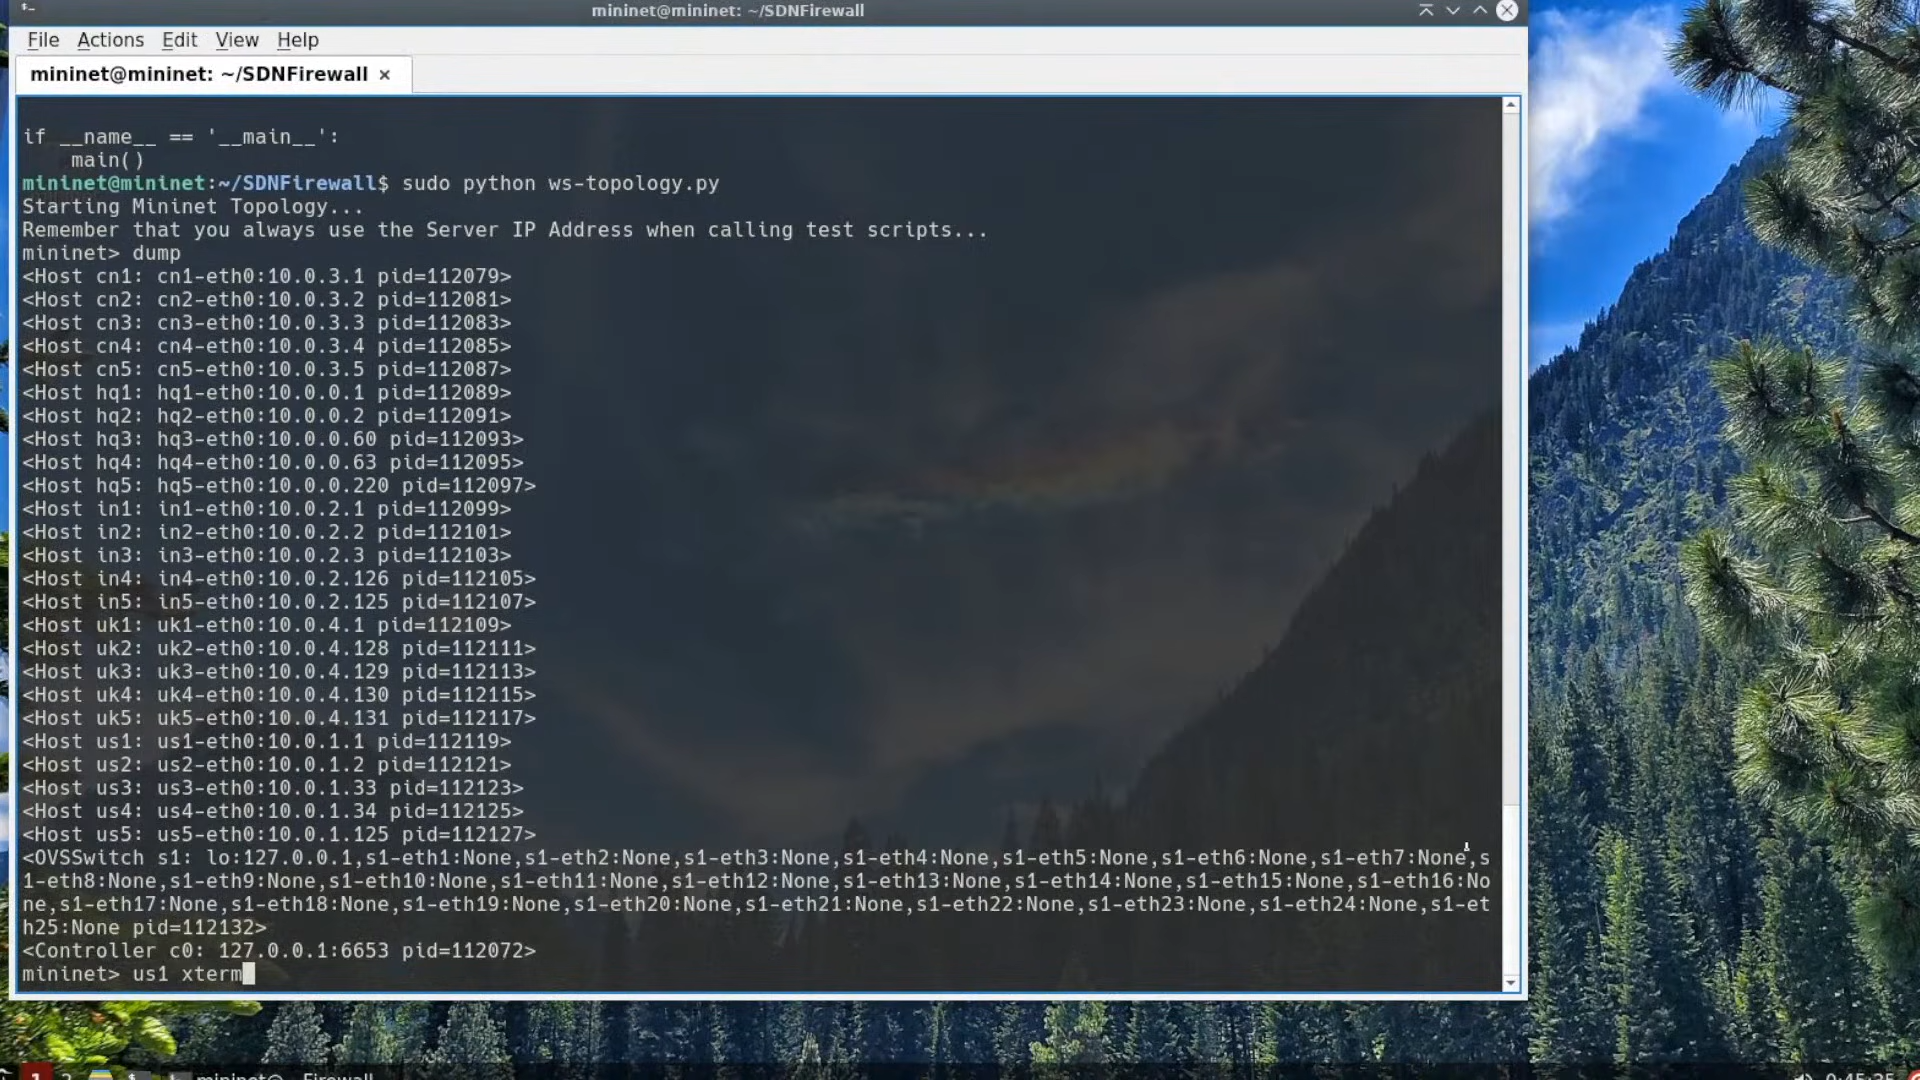 mininet@mininet: ~/SDNFirewall
File Actions Edit View Help
mininet@mininet: ~/SDNFirewall
if __name__ == '__main__':
    main()
mininet@mininet:~/SDNFirewall$ sudo python ws-topology.py
Starting Mininet Topology...
Remember that you always use the Server IP Address when calling test scripts...
mininet> dump
<Host cn1: cn1-eth0:10.0.3.1 pid=112079>
<Host cn2: cn2-eth0:10.0.3.2 pid=112081>
<Host cn3: cn3-eth0:10.0.3.3 pid=112083>
<Host cn4: cn4-eth0:10.0.3.4 pid=112085>
<Host cn5: cn5-eth0:10.0.3.5 pid=112087>
<Host hq1: hq1-eth0:10.0.0.1 pid=112089>
<Host hq2: hq2-eth0:10.0.0.2 pid=112091>
<Host hq3: hq3-eth0:10.0.0.60 pid=112093>
<Host hq4: hq4-eth0:10.0.0.63 pid=112095>
<Host hq5: hq5-eth0:10.0.0.220 pid=112097>
<Host in1: in1-eth0:10.0.2.1 pid=112099>
<Host in2: in2-eth0:10.0.2.2 pid=112101>
<Host in3: in3-eth0:10.0.2.3 pid=112103>
<Host in4: in4-eth0:10.0.2.126 pid=112105>
<Host in5: in5-eth0:10.0.2.125 pid=112107>
<Host uk1: uk1-eth0:10.0.4.1 pid=112109>
<Host uk2: uk2-eth0:10.0.4.128 pid=112111>
<Host uk3: uk3-eth0:10.0.4.129 pid=112113>
<Host uk4: uk4-eth0:10.0.4.130 pid=112115>
<Host uk5: uk5-eth0:10.0.4.131 pid=112117>
<Host us1: us1-eth0:10.0.1.1 pid=112119>
<Host us2: us2-eth0:10.0.1.2 pid=112121>
<Host us3: us3-eth0:10.0.1.33 pid=112123>
<Host us4: us4-eth0:10.0.1.34 pid=112125>
<Host us5: us5-eth0:10.0.1.125 pid=112127>
<OVSSwitch s1: lo:127.0.0.1,s1-eth1:None,s1-eth2:None,s1-eth3:None,s1-eth4:None,s1-eth5:None,s1-eth6:None,s1-eth7:None,s
1-eth8:None,s1-eth9:None,s1-eth10:None,s1-eth11:None,s1-eth12:None,s1-eth13:None,s1-eth14:None,s1-eth15:None,s1-eth16:No
ne,s1-eth17:None,s1-eth18:None,s1-eth19:None,s1-eth20:None,s1-eth21:None,s1-eth22:None,s1-eth23:None,s1-eth24:None,s1-et
h25:None pid=112132>
<Controller c0: 127.0.0.1:6653 pid=112072>
mininet> us1 xterm